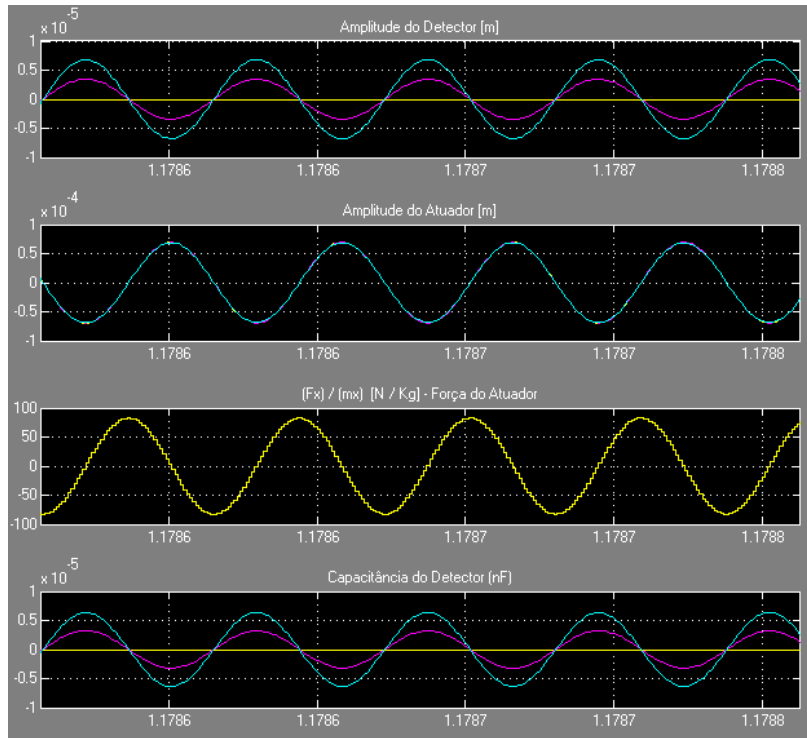 x 10^-5
Amplitude do Detector [m]
1
0.5
0
-0.5
-1
1.1786 1.1786 1.1787 1.1787 1.1788
x 10^-4
Amplitude do Atuador [m]
1
0.5
0
-0.5
-1
1.1786 1.1786 1.1787 1.1787 1.1788
(Fx) / (mx) [N / Kg] - Força do Atuador
100
50
0
-50
-100
1.1786 1.1786 1.1787 1.1787 1.1788
x 10^-5
Capacitância do Detector (nF)
1
0.5
0
-0.5
-1
1.1786 1.1786 1.1787 1.1787 1.1788